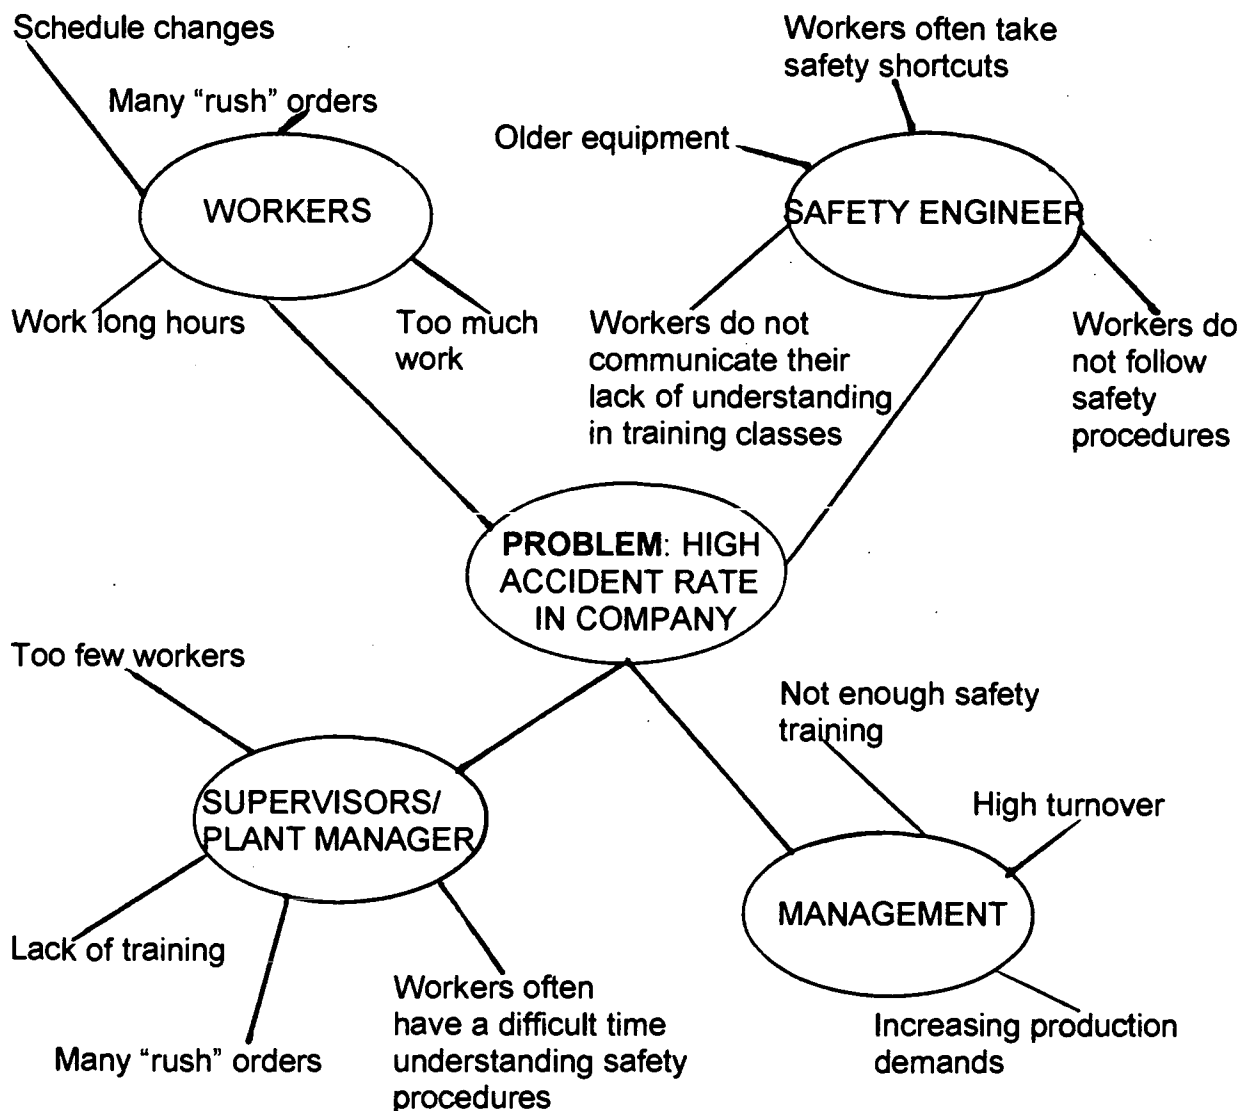 Schedule changes
Many “rush” orders
WORKERS
Work long hours
Too much
work
Workers often take
safety shortcuts
Older equipment
SAFETY ENGINEER
Workers do not
communicate their
lack of understanding
in training classes
Workers do
not follow
safety
procedures
PROBLEM: HIGH
ACCIDENT RATE
IN COMPANY
Too few workers
SUPERVISORS/
PLANT MANAGER
Lack of training
Many “rush” orders
Workers often
have a difficult time
understanding safety
procedures
Not enough safety
training
High turnover
MANAGEMENT
Increasing production
demands